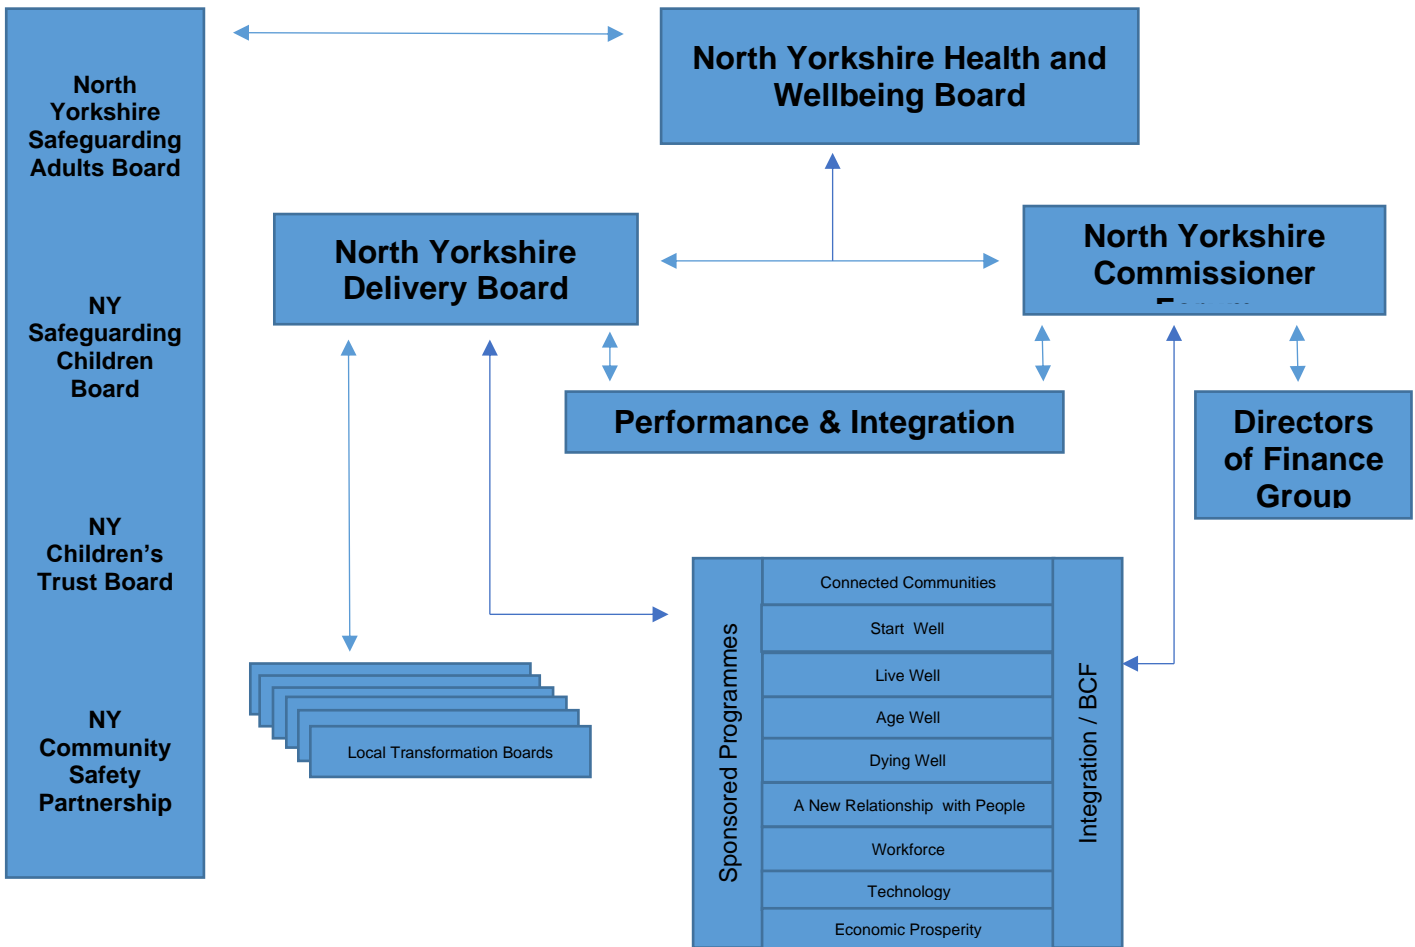 North
Yorkshire
Safeguarding
Adults Board
NY
Safeguarding
Children
Board
NY
Children’s
Trust Board
NY
Community
Safety
Partnership
North Yorkshire Health and
Wellbeing Board
North Yorkshire
Delivery Board
North Yorkshire
Commissioner
Performance & Integration
Directors
of Finance
Group
Local Transformation Boards
Sponsored Programmes
Connected Communities
Start Well
Live Well
Age Well
Dying Well
A New Relationship with People
Workforce
Technology
Economic Prosperity
Integration / BCF